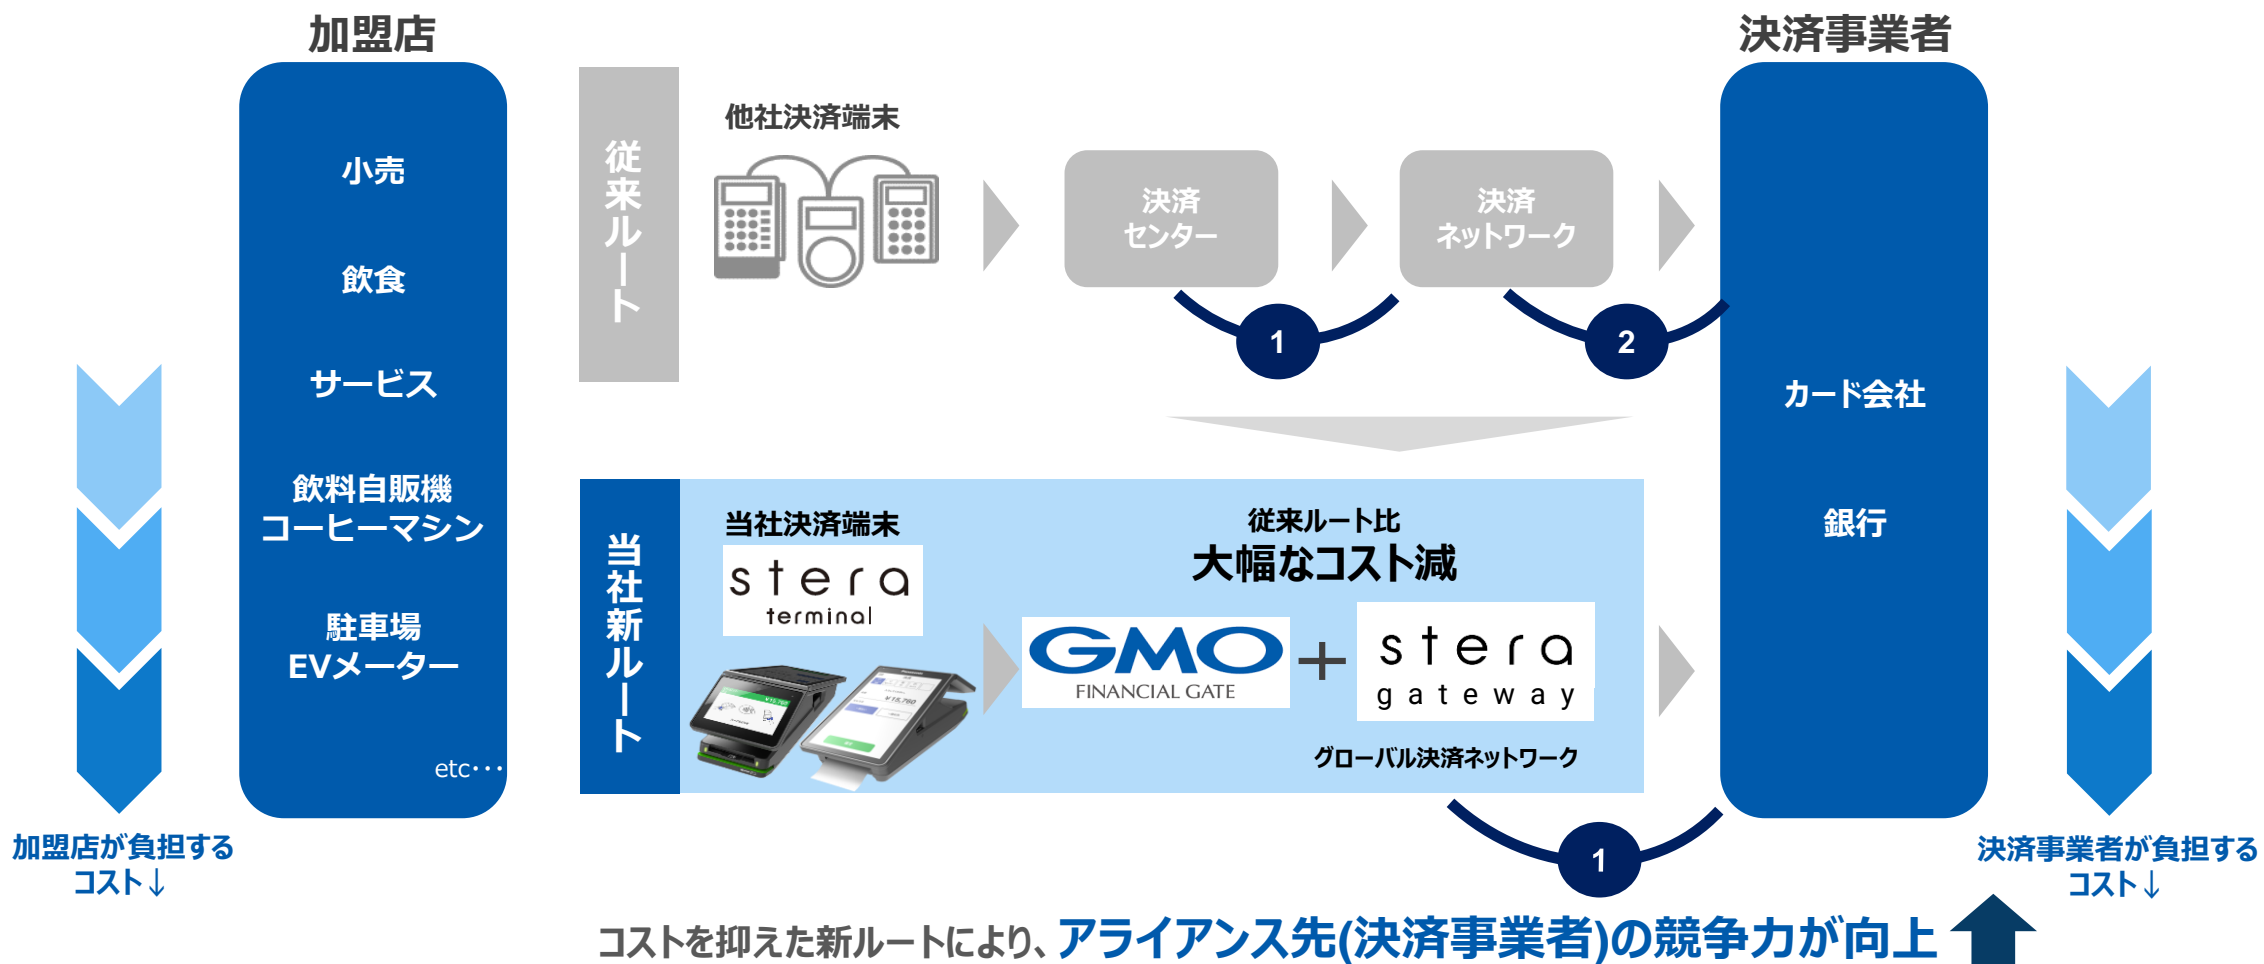 加盟店
決済事業者
小売
飲食
サービス
飲料自販機
コーヒーマシン
駐車場
EVメーター
etc･･･
従来ルート
他社決済端末
決済
センター
決済
ネットワーク
1
2
カード会社
銀行
当社新ルート
当社決済端末
stera
terminal
従来ルート比
大幅なコスト減
GMO
FINANCIAL GATE
+
stera
gateway
グローバル決済ネットワーク
¥15,760
1
加盟店が負担する
コスト↓
決済事業者が負担する
コスト↓
コストを抑えた新ルートにより、アライアンス先(決済事業者)の競争力が向上